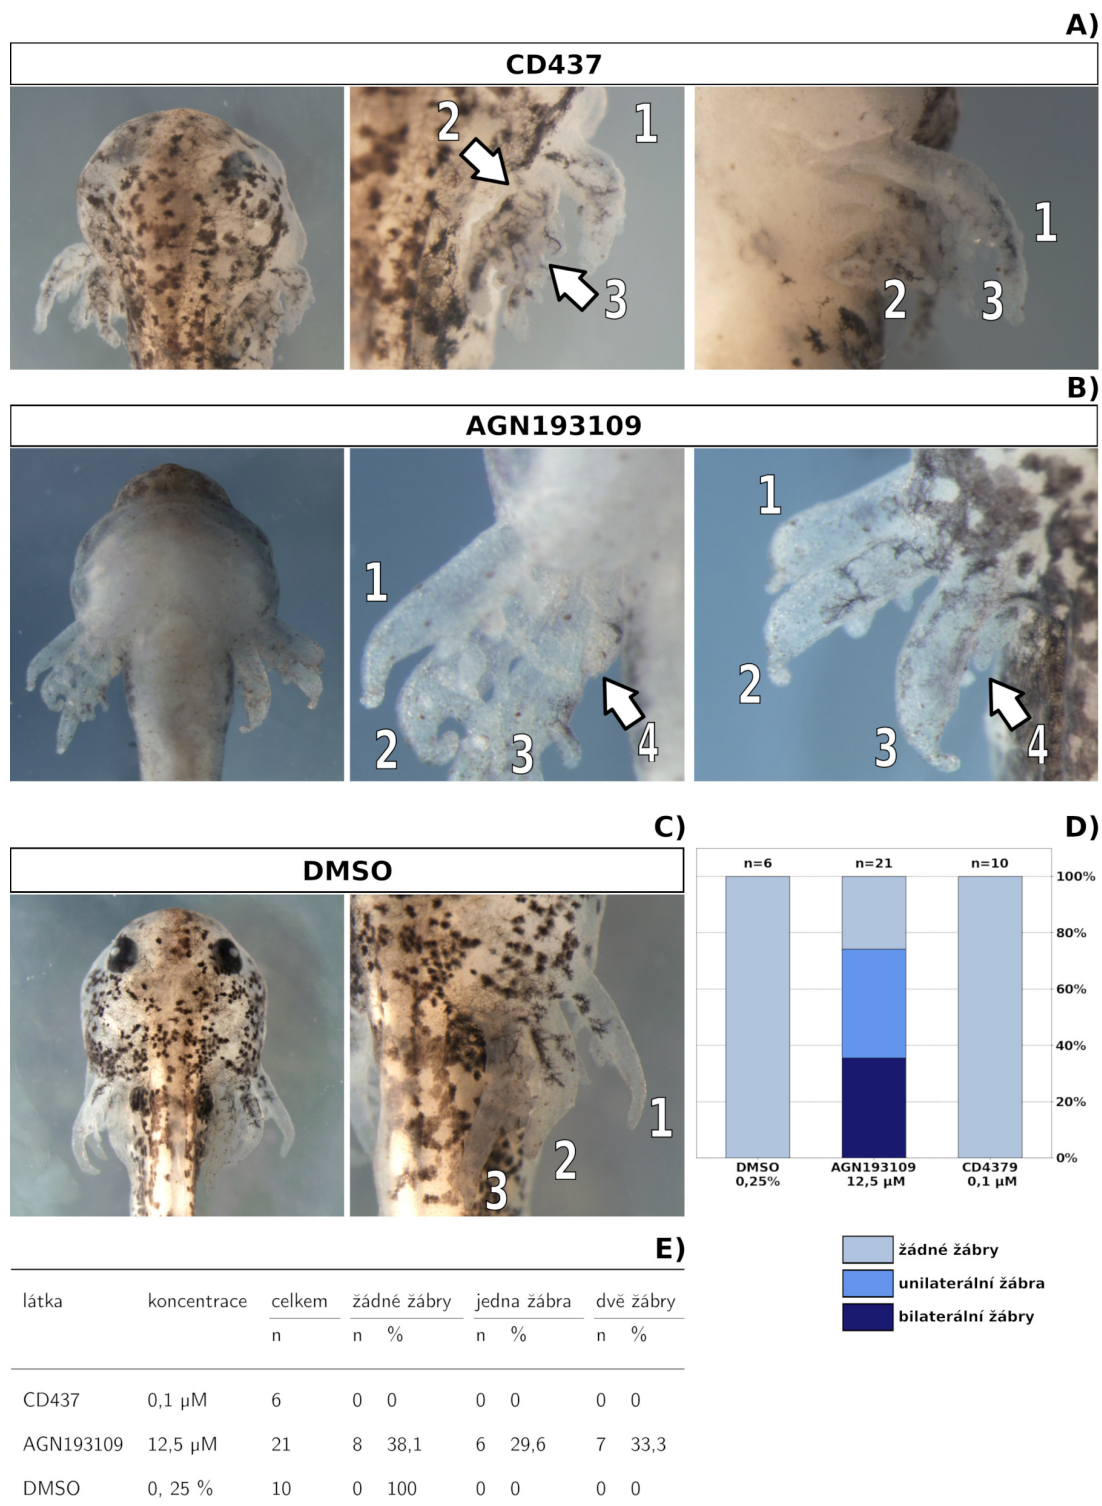 A)
CD437
2
1
3
1
2
3
B)
AGN193109
1
2
3
4
1
2
3
4
C)
DMSO
1
2
3
D)
n=6
n=21
n=10
100%
80%
60%
40%
20%
0%
DMSO
0,25%
AGN193109
12,5 µM
CD4379
0,1 µM
žádné žábry
unilaterální žábra
bilaterální žábry
E)
látka koncentrace celkem žádné žábry jedna žábra dvě žábry
n n % n % n %
CD437 0,1 µM 6 0 0 0 0 0 0
AGN193109 12,5 µM 21 8 38,1 6 29,6 7 33,3
DMSO 0, 25 % 10 0 100 0 0 0 0